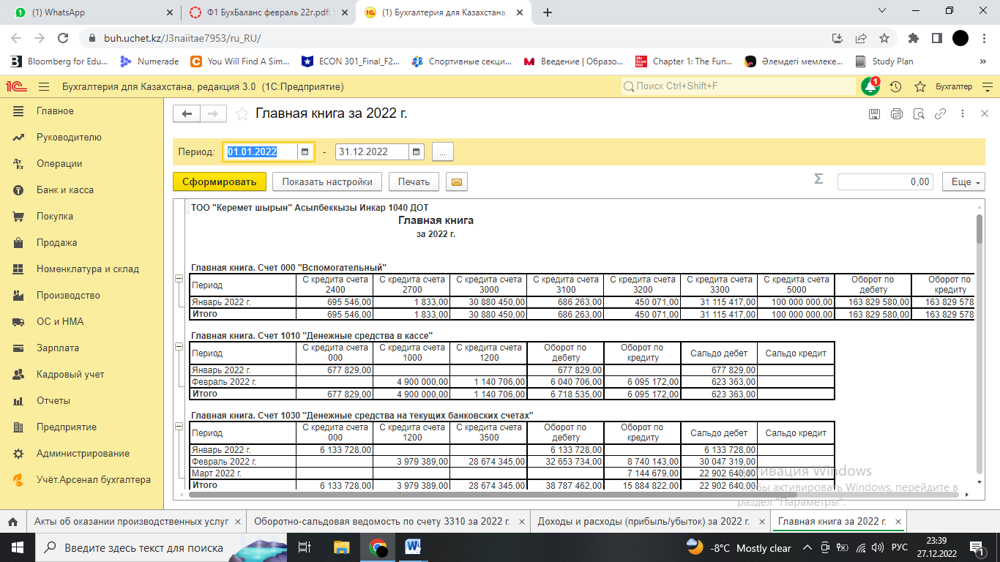 (1) WhatsApp
Ф1 БухБаланс февраль 22г.pdf:
(1) Бухгалтерия для Казахстана,
buh.uchet.kz/J3naiitae7953/ru_RU/
Bloomberg for Edu...
Numerade
You Will Find A Sim...
ECON 301_Final_F2...
Спортивные секци...
Введение | Образо...
Chapter 1: The Fun...
Әлемдегі мемлеке...
Study Plan
»
Бухгалтерия для Казахстана, редакция 3.0 (1С:Предприятие)
Поиск Ctrl+Shift+F
1
Бухгалтер
Главное
Руководителю
Операции
Банк и касса
Покупка
Продажа
Номенклатура и склад
Производство
ОС и НМА
Зарплата
Кадровый учет
Отчеты
Предприятие
Администрирование
Учёт.Арсенал бухгалтера
Главная книга за 2022 г.
Период: 01.01.2022 - 31.12.2022 ...
Сформировать Показать настройки Печать Σ 0,00 Еще
ТОО "Керемет шырын" Асылбеккызы Инкар 1040 ДОТ
Главная книга
за 2022 г.
Главная книга. Счет 000 "Вспомогательный"
Период С кредита счета 2400 С кредита счета 2700 С кредита счета 3000 С кредита счета 3100 С кредита счета 3200 С кредита счета 3300 С кредита счета 5000 Оборот по дебету Оборот по кредиту
Январь 2022 г. 695 546,00 1 833,00 30 880 450,00 686 263,00 450 071,00 31 115 417,00 100 000 000,00 163 829 580,00 163 829 578
Итого 695 546,00 1 833,00 30 880 450,00 686 263,00 450 071,00 31 115 417,00 100 000 000,00 163 829 580,00 163 829 578
Главная книга. Счет 1010 "Денежные средства в кассе"
Период С кредита счета 000 С кредита счета 1000 С кредита счета 1200 Оборот по дебету Оборот по кредиту Сальдо дебет Сальдо кредит
Январь 2022 г. 677 829,00 677 829,00 677 829,00
Февраль 2022 г. 4 900 000,00 1 140 706,00 6 040 706,00 6 095 172,00 623 363,00
Итого 677 829,00 4 900 000,00 1 140 706,00 6 718 535,00 6 095 172,00 623 363,00
Главная книга. Счет 1030 "Денежные средства на текущих банковских счетах"
Период С кредита счета 000 С кредита счета 1200 С кредита счета 3500 Оборот по дебету Оборот по кредиту Сальдо дебет Сальдо кредит
Январь 2022 г. 6 133 728,00 6 133 728,00 6 133 728,00
Февраль 2022 г. 3 979 389,00 28 674 345,00 32 653 734,00 8 740 143,00 30 047 319,00
Март 2022 г. 7 144 679,00 22 902 640,00
Итого 6 133 728,00 3 979 389,00 28 674 345,00 38 787 462,00 15 884 822,00 22 902 640,00
Активация Windows
Чтобы активировать Windows, перейдите в
раздел "Параметры".
Акты об оказании производственных услуг
Оборотно-сальдовая ведомость по счету 3310 за 2022 г.
Доходы и расходы (прибыль/убыток) за 2022 г.
Главная книга за 2022 г.
Введите здесь текст для поиска
-8°C Mostly clear
РУС
23:39
27.12.2022
1